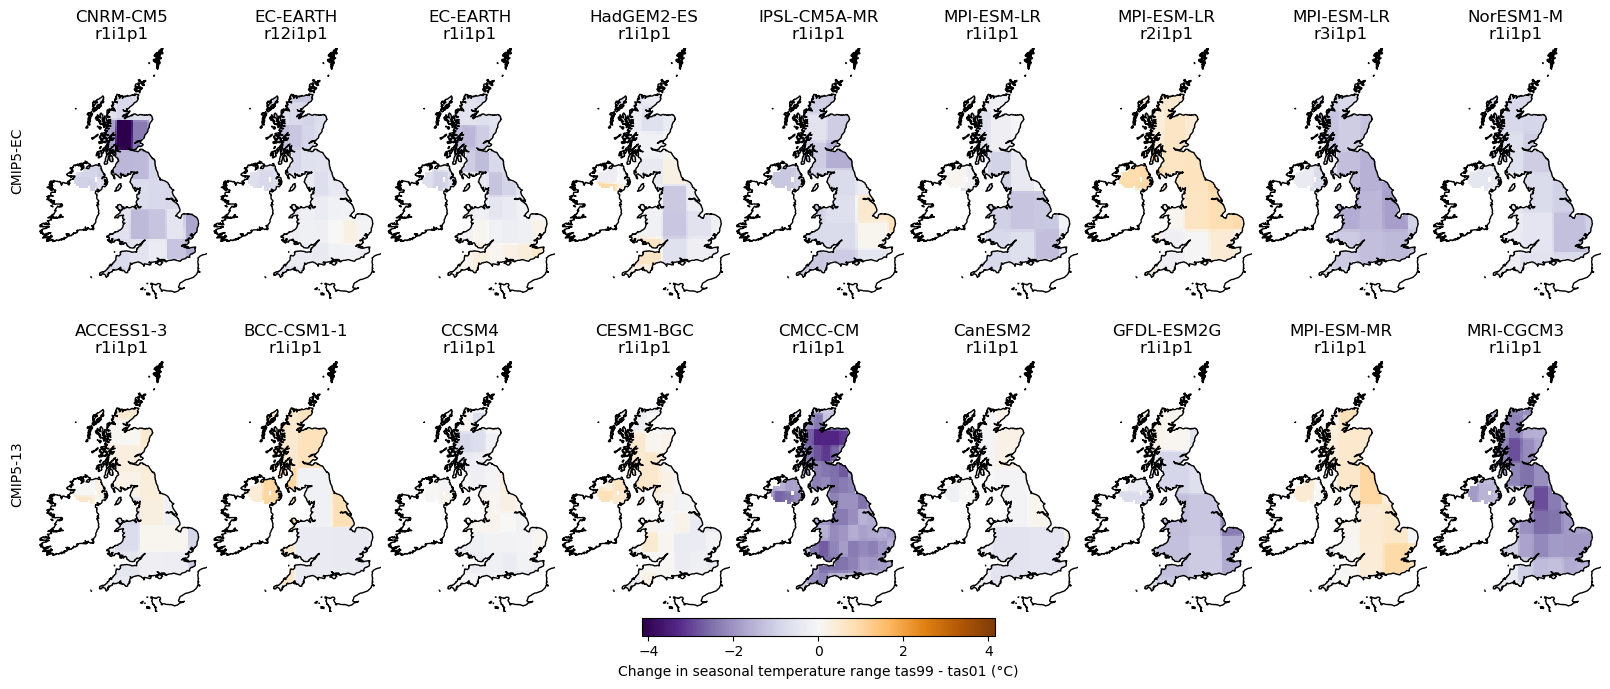 CNRM-CM5 EC-EARTH EC-EARTH HadGEM2-ES IPSL-CM5A-MR MPI-ESM-LR MPI-ESM-LR MPI-ESM-LR NorESM1-M
r1i1p1 r12i1p1 r1i1p1 r1i1p1 r1i1p1 r1i1p1 r2i1p1 r3i1p1 r1i1p1
CMIP5-EC
ACCESS1-3 BCC-CSM1-1 CCSM4 CESM1-BGC CMCC-CM CanESM2 GFDL-ESM2G MPI-ESM-MR MRI-CGCM3
r1i1p1 r1i1p1 r1i1p1 r1i1p1 r1i1p1 r1i1p1 r1i1p1 r1i1p1 r1i1p1
CMIP5-13
−4 −2 0 2 4
Change in seasonal temperature range tas99 - tas01 (°C)